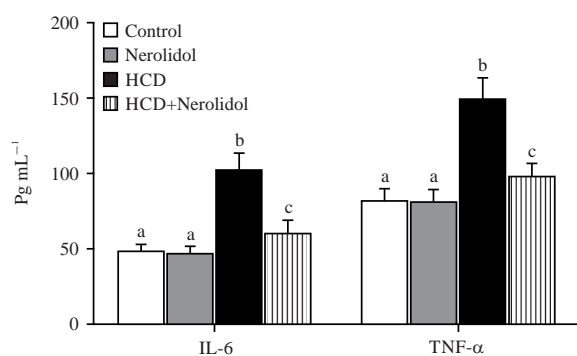 200
150
100
50
0
Pg mL⁻¹
Control
Nerolidol
HCD
HCD+Nerolidol
a
a
b
c
a
a
b
c
IL-6
TNF-α